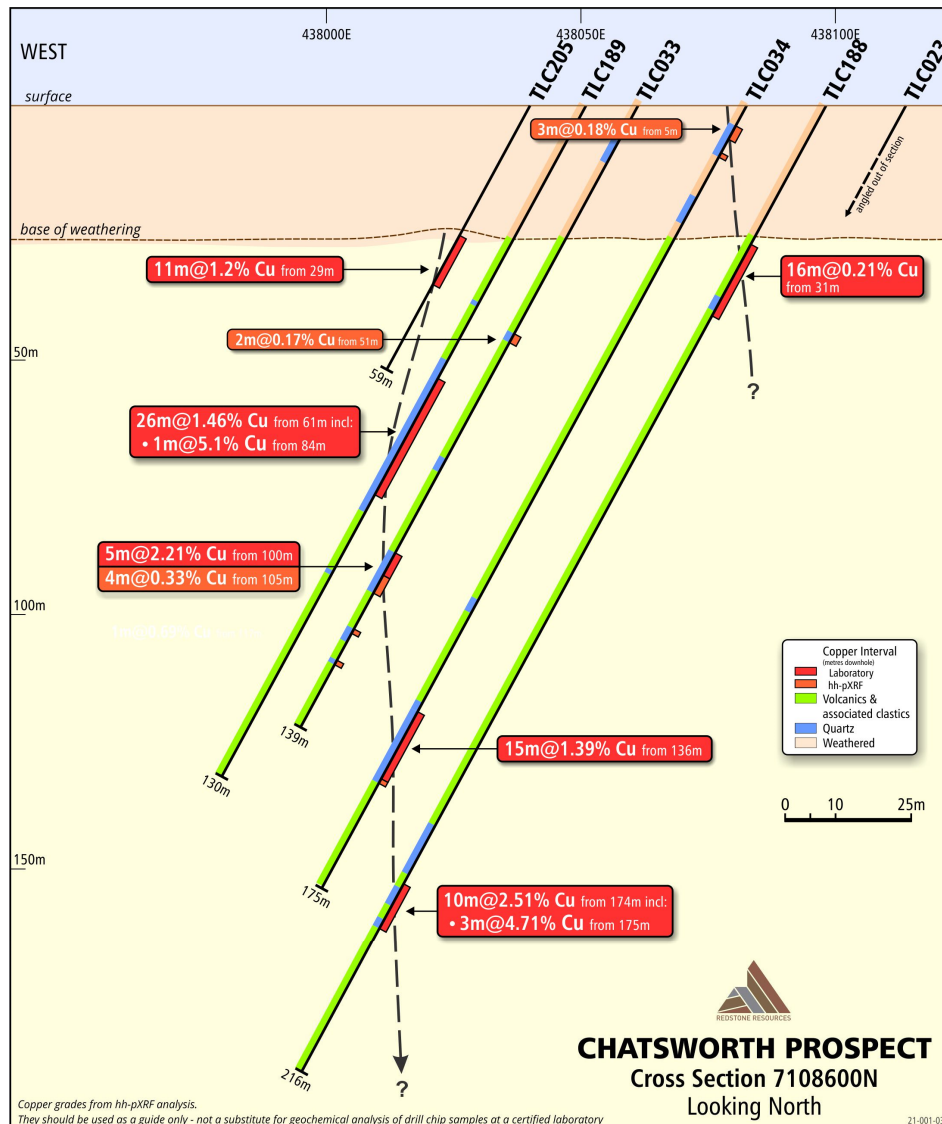 438000E
438050E
438100E
WEST
TLC205
TLC189
TLC033
TLC034
TLC188
TLC023
surface
3m@0.18% Cu from 5m
angled out of section
base of weathering
11m@1.2% Cu from 29m
16m@0.21% Cu
from 31m
2m@0.17% Cu from 51m
50m
59m
?
26m@1.46% Cu from 61m incl:
• 1m@5.1% Cu from 84m
5m@2.21% Cu from 100m
4m@0.33% Cu from 105m
100m
Copper Interval
(metres downhole)
Laboratory
hh-pXRF
Volcanics &
associated clastics
Quartz
Weathered
139m
15m@1.39% Cu from 136m
130m
0 10 25m
150m
175m
10m@2.51% Cu from 174m incl:
• 3m@4.71% Cu from 175m
REDSTONE RESOURCES
CHATSWORTH PROSPECT
Cross Section 7108600N
Looking North
216m
?
Copper grades from hh-pXRF analysis.
They should be used as a guide only - not a substitute for geochemical analysis of drill chip samples at a certified laboratory
21-001-03